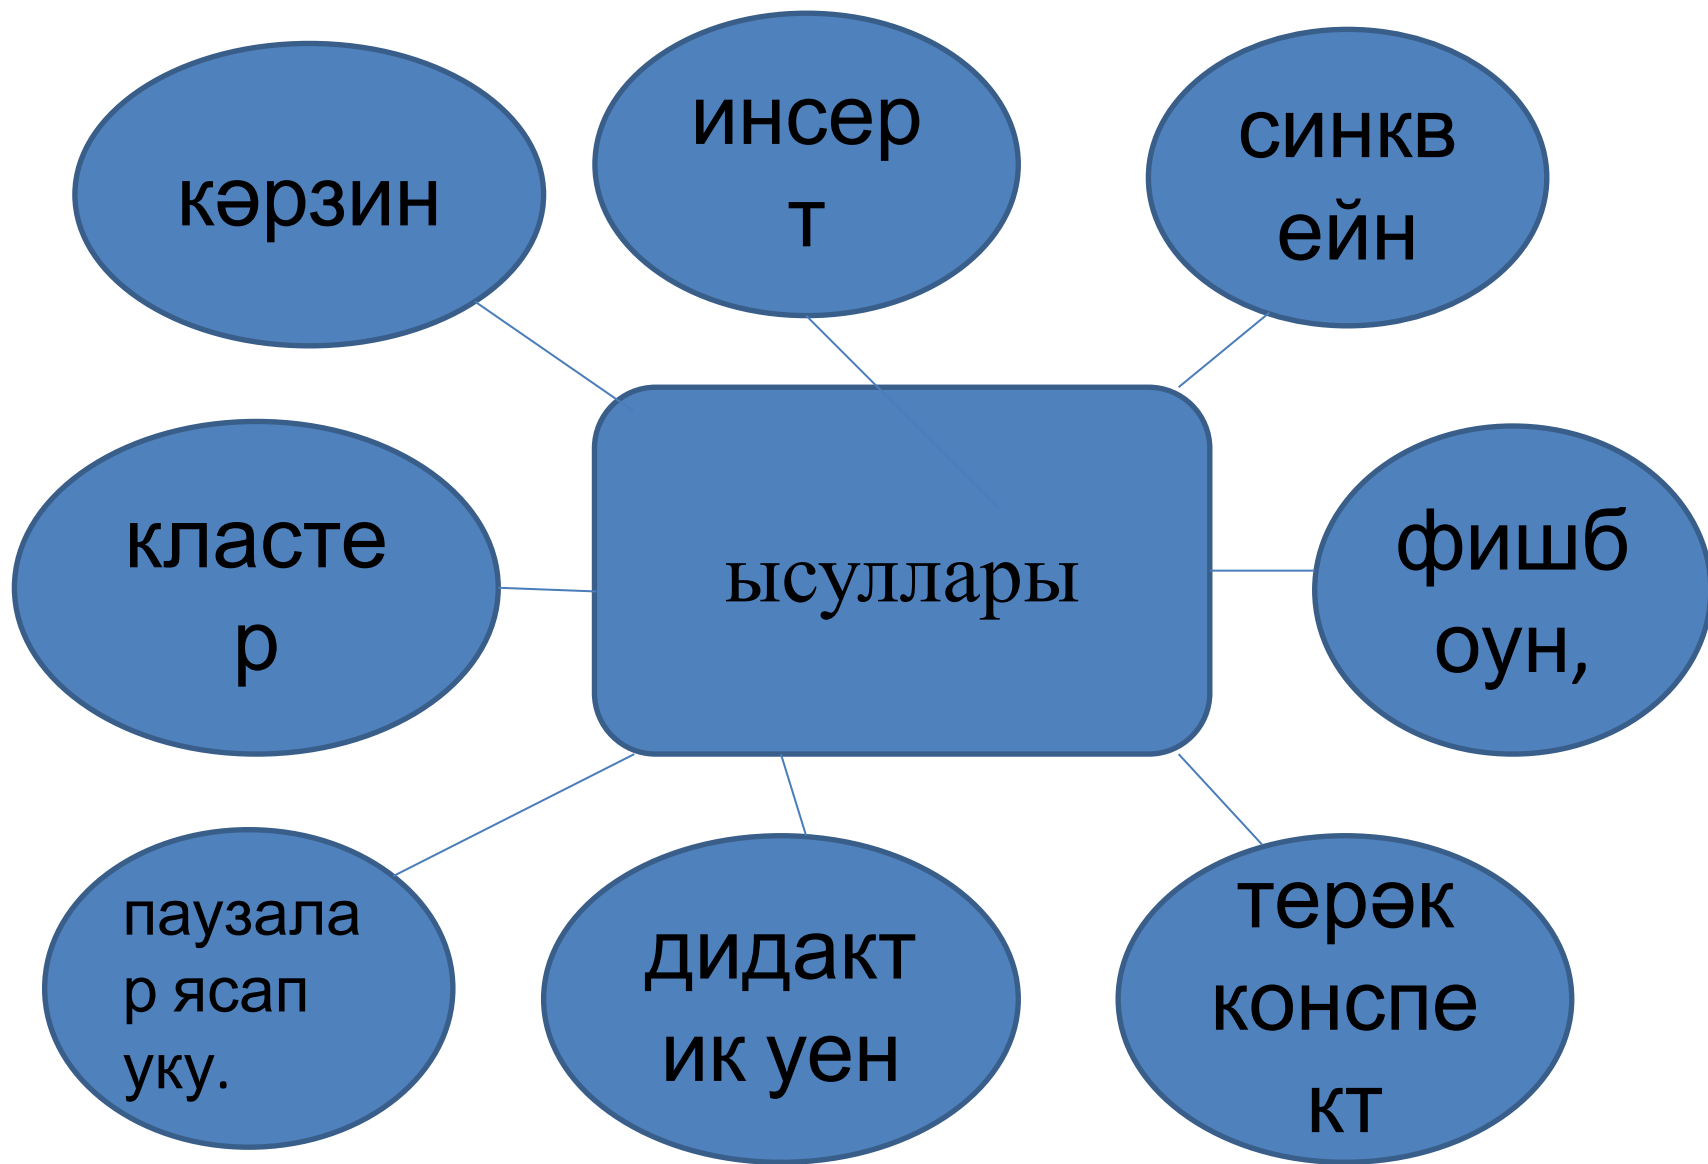 кәрзин
инсер
т
синкв
ейн
класте
р
ысуллары
фишб
оун,
паузала
р ясап
уку.
дидакт
ик уен
терәк
конспе
кт